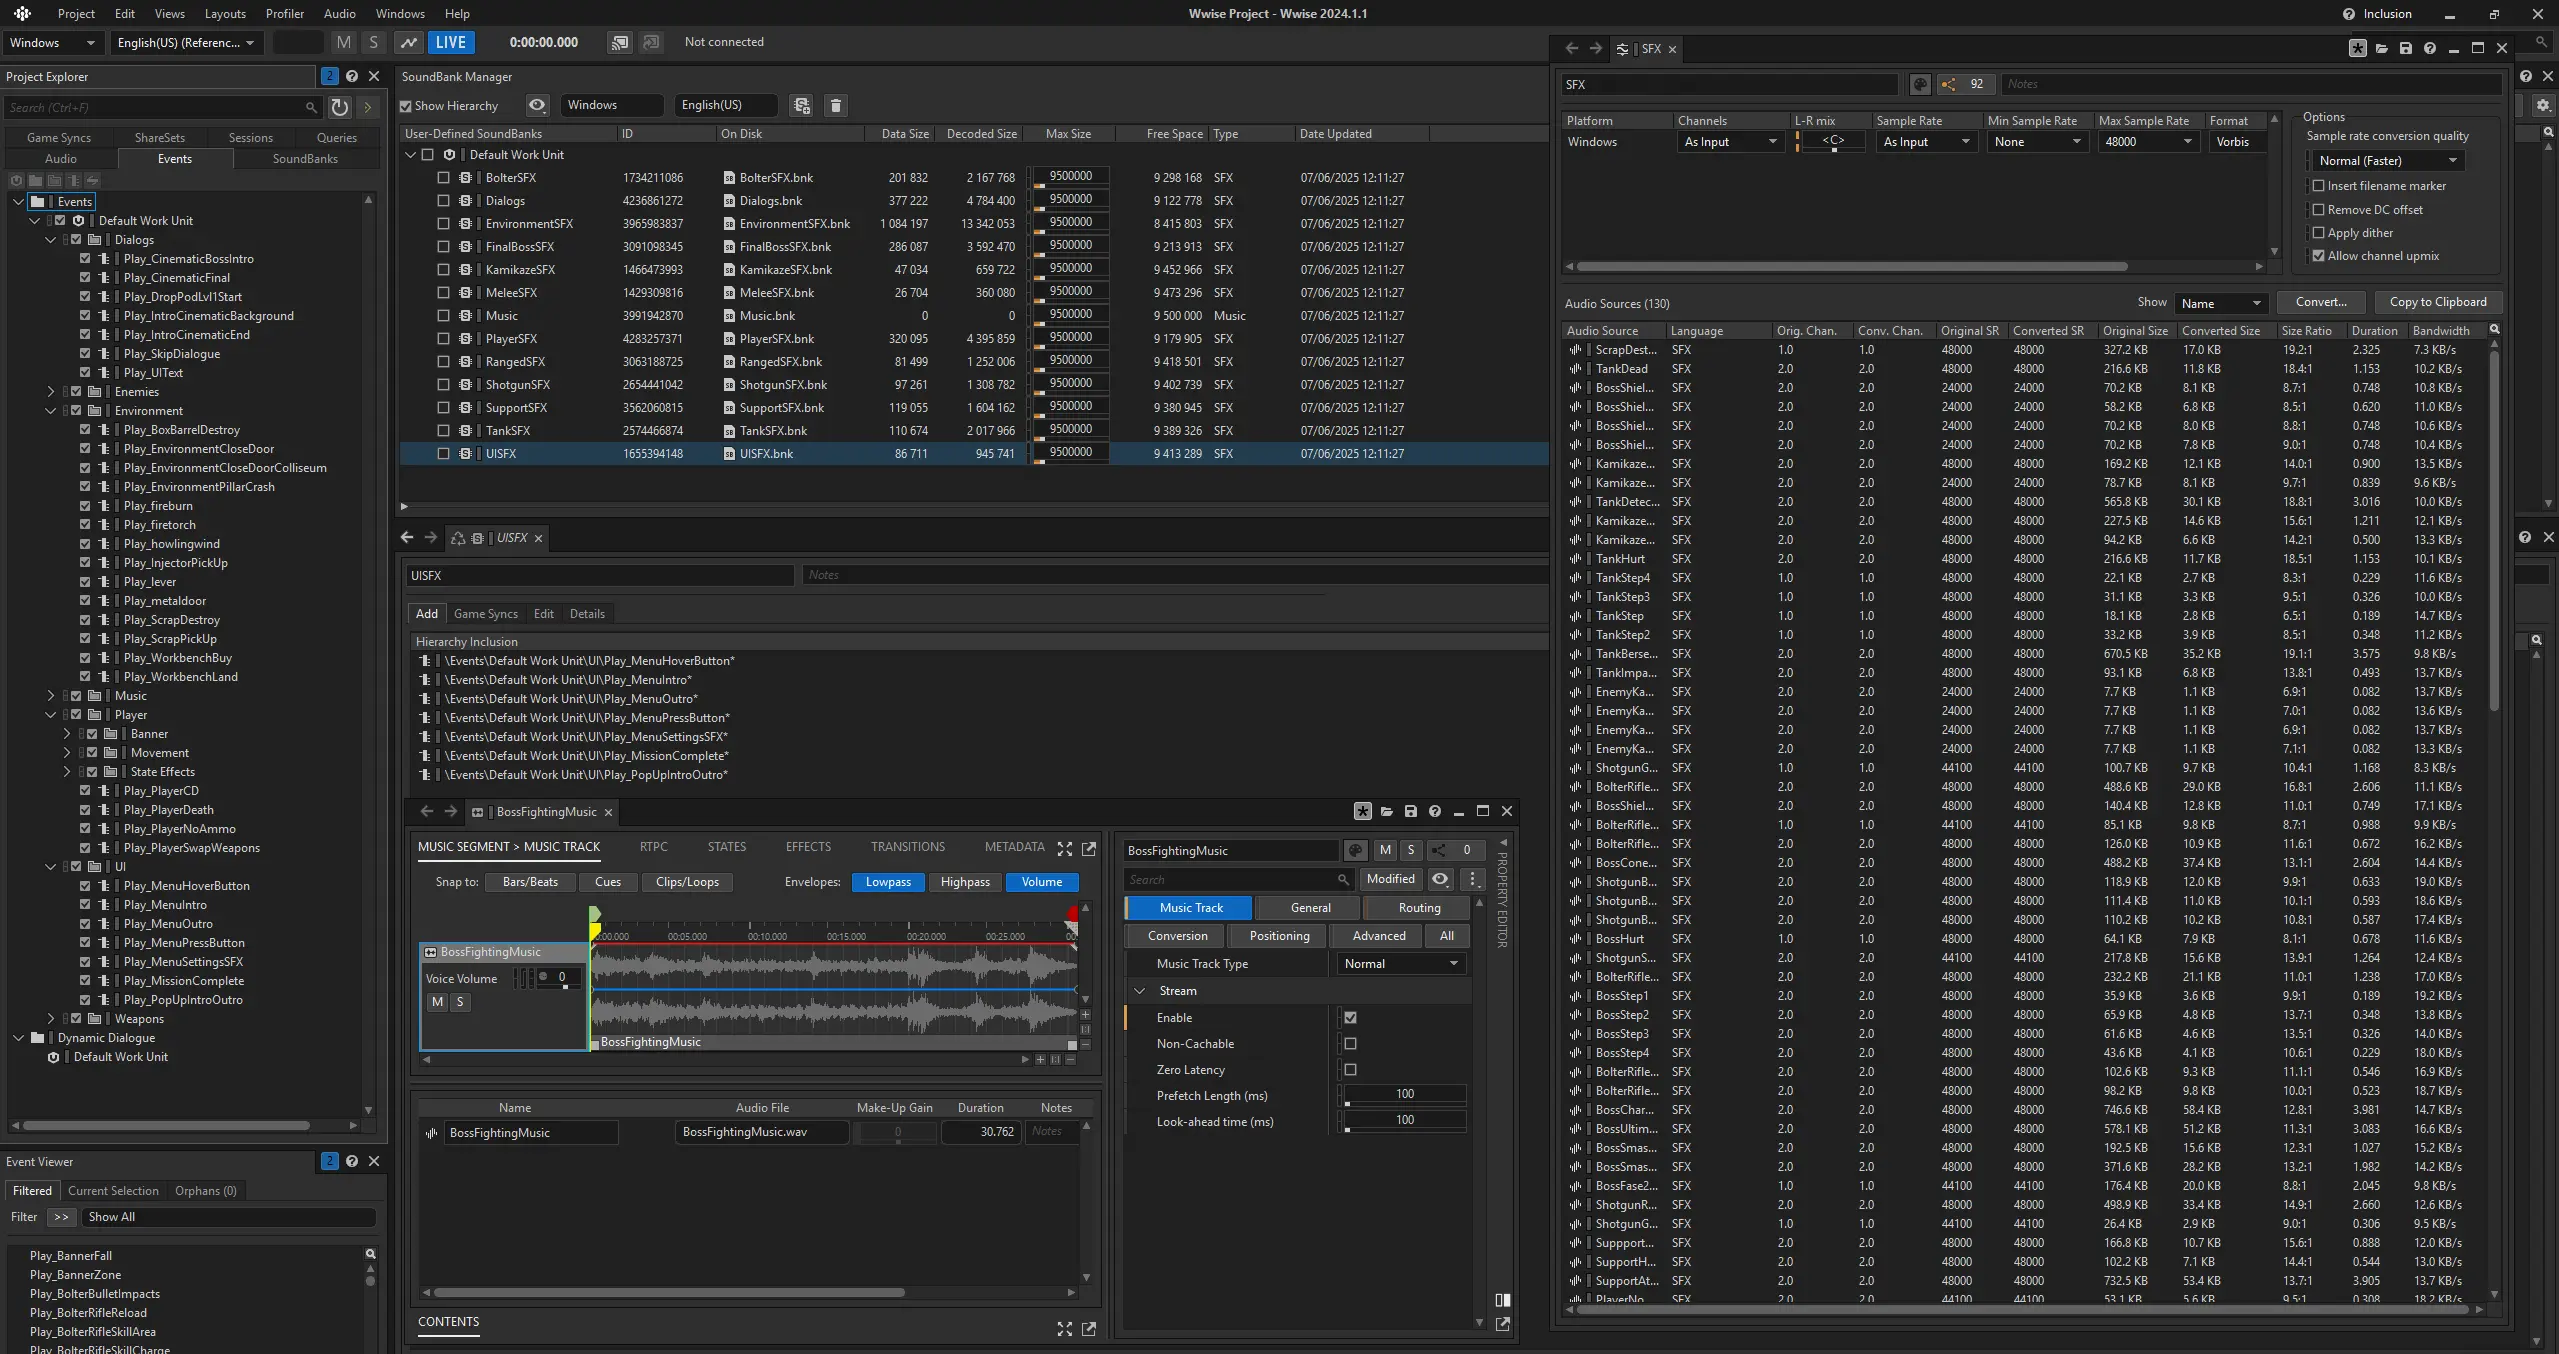 Project Edit Views Layouts Profiler Audio Windows Help
Wwise Project - Wwise 2024.1.1
Inclusion
Windows English(US) (Referenc... M S LIVE 0:00:00.000 Not connected
Project Explorer 2
Search (Ctrl+F)
Game Syncs ShareSets Sessions Queries
Audio Events SoundBanks
Events
Default Work Unit
Dialogs
Play_CinematicBossIntro
Play_CinematicFinal
Play_DropPodLvl1Start
Play_IntroCinematicBackground
Play_IntroCinematicEnd
Play_SkipDialogue
Play_UIText
Enemies
Environment
Play_BoxBarrelDestroy
Play_EnvironmentCloseDoor
Play_EnvironmentCloseDoorColliseum
Play_EnvironmentPillarCrash
Play_fireburn
Play_firetorch
Play_howlingwind
Play_InjectorPickUp
Play_lever
Play_metaldoor
Play_ScrapDestroy
Play_ScrapPickUp
Play_WorkbenchBuy
Play_WorkbenchLand
Music
Player
Banner
Movement
State Effects
Play_PlayerCD
Play_PlayerDeath
Play_PlayerNoAmmo
Play_PlayerSwapWeapons
UI
Play_MenuHoverButton
Play_MenuIntro
Play_MenuOutro
Play_MenuPressButton
Play_MenuSettingsSFX
Play_MissionComplete
Play_PopUpIntroOutro
Weapons
Dynamic Dialogue
Default Work Unit
Event Viewer 2
Filtered Current Selection Orphans (0)
Filter >> Show All
Play_BannerFall
Play_BannerZone
Play_BolterBulletImpacts
Play_BolterRifleReload
Play_BolterRifleSkillArea
Play_BolterRifleSkillCharge
SoundBank Manager
Show Hierarchy Windows English(US)
User-Defined SoundBanks ID On Disk Data Size Decoded Size Max Size Free Space Type Date Updated
Default Work Unit
BolterSFX 1734211086 BolterSFX.bnk 201 832 2 167 768 9500000 9 298 168 SFX 07/06/2025 12:11:27
Dialogs 4236861272 Dialogs.bnk 377 222 4 784 400 9500000 9 122 778 SFX 07/06/2025 12:11:27
EnvironmentSFX 3965983837 EnvironmentSFX.bnk 1 084 197 13 342 053 9500000 8 415 803 SFX 07/06/2025 12:11:27
FinalBossSFX 3091098345 FinalBossSFX.bnk 286 087 3 592 470 9500000 9 213 913 SFX 07/06/2025 12:11:27
KamikazeSFX 1466473993 KamikazeSFX.bnk 47 034 659 722 9500000 9 452 966 SFX 07/06/2025 12:11:27
MeleeSFX 1429309816 MeleeSFX.bnk 26 704 360 080 9500000 9 473 296 SFX 07/06/2025 12:11:27
Music 3991942870 Music.bnk 0 0 9500000 9 500 000 Music 07/06/2025 12:11:27
PlayerSFX 4283257371 PlayerSFX.bnk 320 095 4 395 859 9500000 9 179 905 SFX 07/06/2025 12:11:27
RangedSFX 3063188725 RangedSFX.bnk 81 499 1 252 006 9500000 9 418 501 SFX 07/06/2025 12:11:27
ShotgunSFX 2654441042 ShotgunSFX.bnk 97 261 1 308 782 9500000 9 402 739 SFX 07/06/2025 12:11:27
SupportSFX 3562060815 SupportSFX.bnk 119 055 1 604 162 9500000 9 380 945 SFX 07/06/2025 12:11:27
TankSFX 2574466874 TankSFX.bnk 110 674 2 017 966 9500000 9 389 326 SFX 07/06/2025 12:11:27
UISFX 1655394148 UISFX.bnk 86 711 945 741 9500000 9 413 289 SFX 07/06/2025 12:11:27
UISFX
UISFX Notes
Add Game Syncs Edit Details
Hierarchy Inclusion
\Events\Default Work Unit\UI\Play_MenuHoverButton*
\Events\Default Work Unit\UI\Play_MenuIntro*
\Events\Default Work Unit\UI\Play_MenuOutro*
\Events\Default Work Unit\UI\Play_MenuPressButton*
\Events\Default Work Unit\UI\Play_MenuSettingsSFX*
\Events\Default Work Unit\UI\Play_MissionComplete*
\Events\Default Work Unit\UI\Play_PopUpIntroOutro*
BossFightingMusic
MUSIC SEGMENT > MUSIC TRACK RTPC STATES EFFECTS TRANSITIONS METADATA
Snap to: Bars/Beats Cues Clips/Loops Envelopes: Lowpass Highpass Volume
00:05.000 00:10.000 00:15.000 00:20.000 00:25.000
BossFightingMusic
Voice Volume 0
M S
BossFightingMusic
Name Audio File Make-Up Gain Duration Notes
BossFightingMusic BossFightingMusic.wav 0 30.762 Notes
CONTENTS
BossFightingMusic M S 0
Search Modified
Music Track General Routing
Conversion Positioning Advanced All
Music Track Type Normal
Stream
Enable
Non-Cachable
Zero Latency
Prefetch Length (ms) 100
Look-ahead time (ms) 100
PROPERTY EDITOR
SFX
SFX 92 Notes
Platform Channels L-R mix Sample Rate Min Sample Rate Max Sample Rate Format
Windows As Input <C> As Input None 48000 Vorbis
Options
Sample rate conversion quality
Normal (Faster)
Insert filename marker
Remove DC offset
Apply dither
Allow channel upmix
Audio Sources (130) Show Name Convert... Copy to Clipboard
Audio Source Language Orig. Chan. Conv. Chan. Original SR Converted SR Original Size Converted Size Size Ratio Duration Bandwidth
ScrapDest... SFX 1.0 1.0 48000 48000 327.2 KB 17.0 KB 19.2:1 2.325 7.3 KB/s
TankDead SFX 2.0 2.0 48000 48000 216.6 KB 11.8 KB 18.4:1 1.153 10.2 KB/s
BossShiel... SFX 2.0 2.0 24000 24000 70.2 KB 8.1 KB 8.7:1 0.748 10.8 KB/s
BossShiel... SFX 2.0 2.0 24000 24000 58.2 KB 6.8 KB 8.5:1 0.620 11.0 KB/s
BossShiel... SFX 2.0 2.0 24000 24000 70.2 KB 8.0 KB 8.8:1 0.748 10.6 KB/s
BossShiel... SFX 2.0 2.0 24000 24000 70.2 KB 7.8 KB 9.0:1 0.748 10.4 KB/s
Kamikaze... SFX 2.0 2.0 48000 48000 169.2 KB 12.1 KB 14.0:1 0.900 13.5 KB/s
Kamikaze... SFX 2.0 2.0 24000 24000 78.7 KB 8.1 KB 9.7:1 0.839 9.6 KB/s
TankDetec... SFX 2.0 2.0 48000 48000 565.8 KB 30.1 KB 18.8:1 3.016 10.0 KB/s
Kamikaze... SFX 2.0 2.0 48000 48000 227.5 KB 14.6 KB 15.6:1 1.211 12.1 KB/s
Kamikaze... SFX 2.0 2.0 48000 48000 94.2 KB 6.6 KB 14.2:1 0.500 13.3 KB/s
TankHurt SFX 2.0 2.0 48000 48000 216.6 KB 11.7 KB 18.5:1 1.153 10.1 KB/s
TankStep4 SFX 1.0 1.0 48000 48000 22.1 KB 2.7 KB 8.3:1 0.229 11.6 KB/s
TankStep3 SFX 1.0 1.0 48000 48000 31.1 KB 3.3 KB 9.5:1 0.326 10.0 KB/s
TankStep SFX 1.0 1.0 48000 48000 18.1 KB 2.8 KB 6.5:1 0.189 14.7 KB/s
TankStep2 SFX 1.0 1.0 48000 48000 33.2 KB 3.9 KB 8.5:1 0.348 11.2 KB/s
TankBerse... SFX 2.0 2.0 48000 48000 670.5 KB 35.2 KB 19.1:1 3.575 9.8 KB/s
TankImpa... SFX 2.0 2.0 48000 48000 93.1 KB 6.8 KB 13.8:1 0.493 13.7 KB/s
EnemyKa... SFX 2.0 2.0 24000 24000 7.7 KB 1.1 KB 6.9:1 0.082 13.7 KB/s
EnemyKa... SFX 2.0 2.0 24000 24000 7.7 KB 1.1 KB 7.0:1 0.082 13.6 KB/s
EnemyKa... SFX 2.0 2.0 24000 24000 7.7 KB 1.1 KB 6.9:1 0.082 13.7 KB/s
EnemyKa... SFX 2.0 2.0 24000 24000 7.7 KB 1.1 KB 7.1:1 0.082 13.3 KB/s
ShotgunG... SFX 1.0 1.0 44100 44100 100.7 KB 9.7 KB 10.4:1 1.168 8.3 KB/s
BolterRifle... SFX 2.0 2.0 48000 48000 488.6 KB 29.0 KB 16.8:1 2.606 11.1 KB/s
BossShiel... SFX 2.0 2.0 48000 48000 140.4 KB 12.8 KB 11.0:1 0.749 17.1 KB/s
BolterRifle... SFX 1.0 1.0 44100 44100 85.1 KB 9.8 KB 8.7:1 0.988 9.9 KB/s
BolterRifle... SFX 2.0 2.0 48000 48000 126.0 KB 10.9 KB 11.6:1 0.672 16.2 KB/s
BossCone... SFX 2.0 2.0 48000 48000 488.2 KB 37.4 KB 13.1:1 2.604 14.4 KB/s
ShotgunB... SFX 2.0 2.0 48000 48000 118.9 KB 12.0 KB 9.9:1 0.633 19.0 KB/s
ShotgunB... SFX 2.0 2.0 48000 48000 111.4 KB 11.0 KB 10.1:1 0.593 18.6 KB/s
ShotgunB... SFX 2.0 2.0 48000 48000 110.2 KB 10.2 KB 10.8:1 0.587 17.4 KB/s
BossHurt SFX 1.0 1.0 48000 48000 64.1 KB 7.9 KB 8.1:1 0.678 11.6 KB/s
ShotgunS... SFX 2.0 2.0 44100 44100 217.8 KB 15.6 KB 13.9:1 1.264 12.4 KB/s
BolterRifle... SFX 2.0 2.0 48000 48000 232.2 KB 21.1 KB 11.0:1 1.238 17.0 KB/s
BossStep1 SFX 2.0 2.0 48000 48000 35.9 KB 3.6 KB 9.9:1 0.189 19.2 KB/s
BossStep2 SFX 2.0 2.0 48000 48000 65.9 KB 4.8 KB 13.7:1 0.348 13.8 KB/s
BossStep3 SFX 2.0 2.0 48000 48000 61.6 KB 4.6 KB 13.5:1 0.326 14.0 KB/s
BossStep4 SFX 2.0 2.0 48000 48000 43.6 KB 4.1 KB 10.6:1 0.229 18.0 KB/s
BolterRifle... SFX 2.0 2.0 48000 48000 102.6 KB 9.3 KB 11.1:1 0.546 16.9 KB/s
BolterRifle... SFX 2.0 2.0 48000 48000 98.2 KB 9.8 KB 10.0:1 0.523 18.7 KB/s
BossChar... SFX 2.0 2.0 48000 48000 746.6 KB 58.4 KB 12.8:1 3.981 14.7 KB/s
BossUltim... SFX 2.0 2.0 48000 48000 578.1 KB 51.2 KB 11.3:1 3.083 16.6 KB/s
BossSmas... SFX 2.0 2.0 48000 48000 192.5 KB 15.6 KB 12.3:1 1.027 15.2 KB/s
BossSmas... SFX 2.0 2.0 48000 48000 371.6 KB 28.2 KB 13.2:1 1.982 14.2 KB/s
BossFase2... SFX 1.0 1.0 44100 44100 176.4 KB 20.0 KB 8.8:1 2.045 9.8 KB/s
ShotgunR... SFX 2.0 2.0 48000 48000 498.9 KB 33.4 KB 14.9:1 2.660 12.6 KB/s
ShotgunG... SFX 1.0 1.0 44100 44100 26.4 KB 2.9 KB 9.0:1 0.306 9.5 KB/s
Suppport... SFX 2.0 2.0 48000 48000 166.8 KB 10.7 KB 15.6:1 0.888 12.0 KB/s
SupportH... SFX 2.0 2.0 48000 48000 102.2 KB 7.1 KB 14.4:1 0.544 13.0 KB/s
SupportAt... SFX 2.0 2.0 48000 48000 732.5 KB 53.4 KB 13.7:1 3.905 13.7 KB/s
PlayerNo... SFX 2.0 2.0 44100 44100 53.1 KB 5.6 KB 9.5:1 0.308 18.2 KB/s